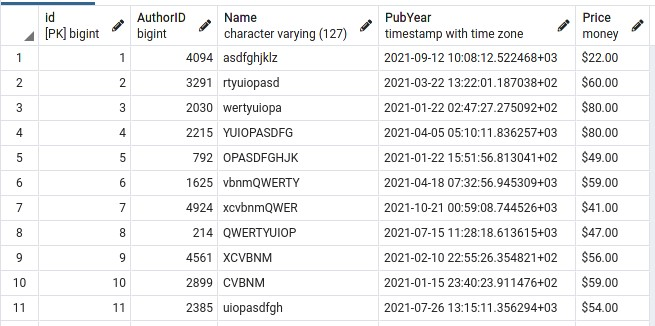 id AuthorID Name PubYear Price
[PK] bigint bigint character varying (127) timestamp with time zone money
1 1 4094 asdfghjklz 2021-09-12 10:08:12.522468+03 $22.00
2 2 3291 rtyuiopasd 2021-03-22 13:22:01.187038+02 $60.00
3 3 2030 wertyuiopa 2021-01-22 02:47:27.275092+02 $80.00
4 4 2215 YUIOPASDFG 2021-04-05 05:10:11.836257+03 $80.00
5 5 792 OPASDFGHJK 2021-01-22 15:51:56.813041+02 $49.00
6 6 1625 vbnmQWERTY 2021-04-18 07:32:56.945309+03 $59.00
7 7 4924 xcvbnmQWER 2021-10-21 00:59:08.744526+03 $41.00
8 8 214 QWERTYUIOP 2021-07-15 11:28:18.613615+03 $47.00
9 9 4561 XCVBNM 2021-02-10 22:55:26.354821+02 $56.00
10 10 2899 CVBNM 2021-01-15 23:40:23.911476+02 $59.00
11 11 2385 uiopasdfgh 2021-07-26 13:15:11.356294+03 $54.00